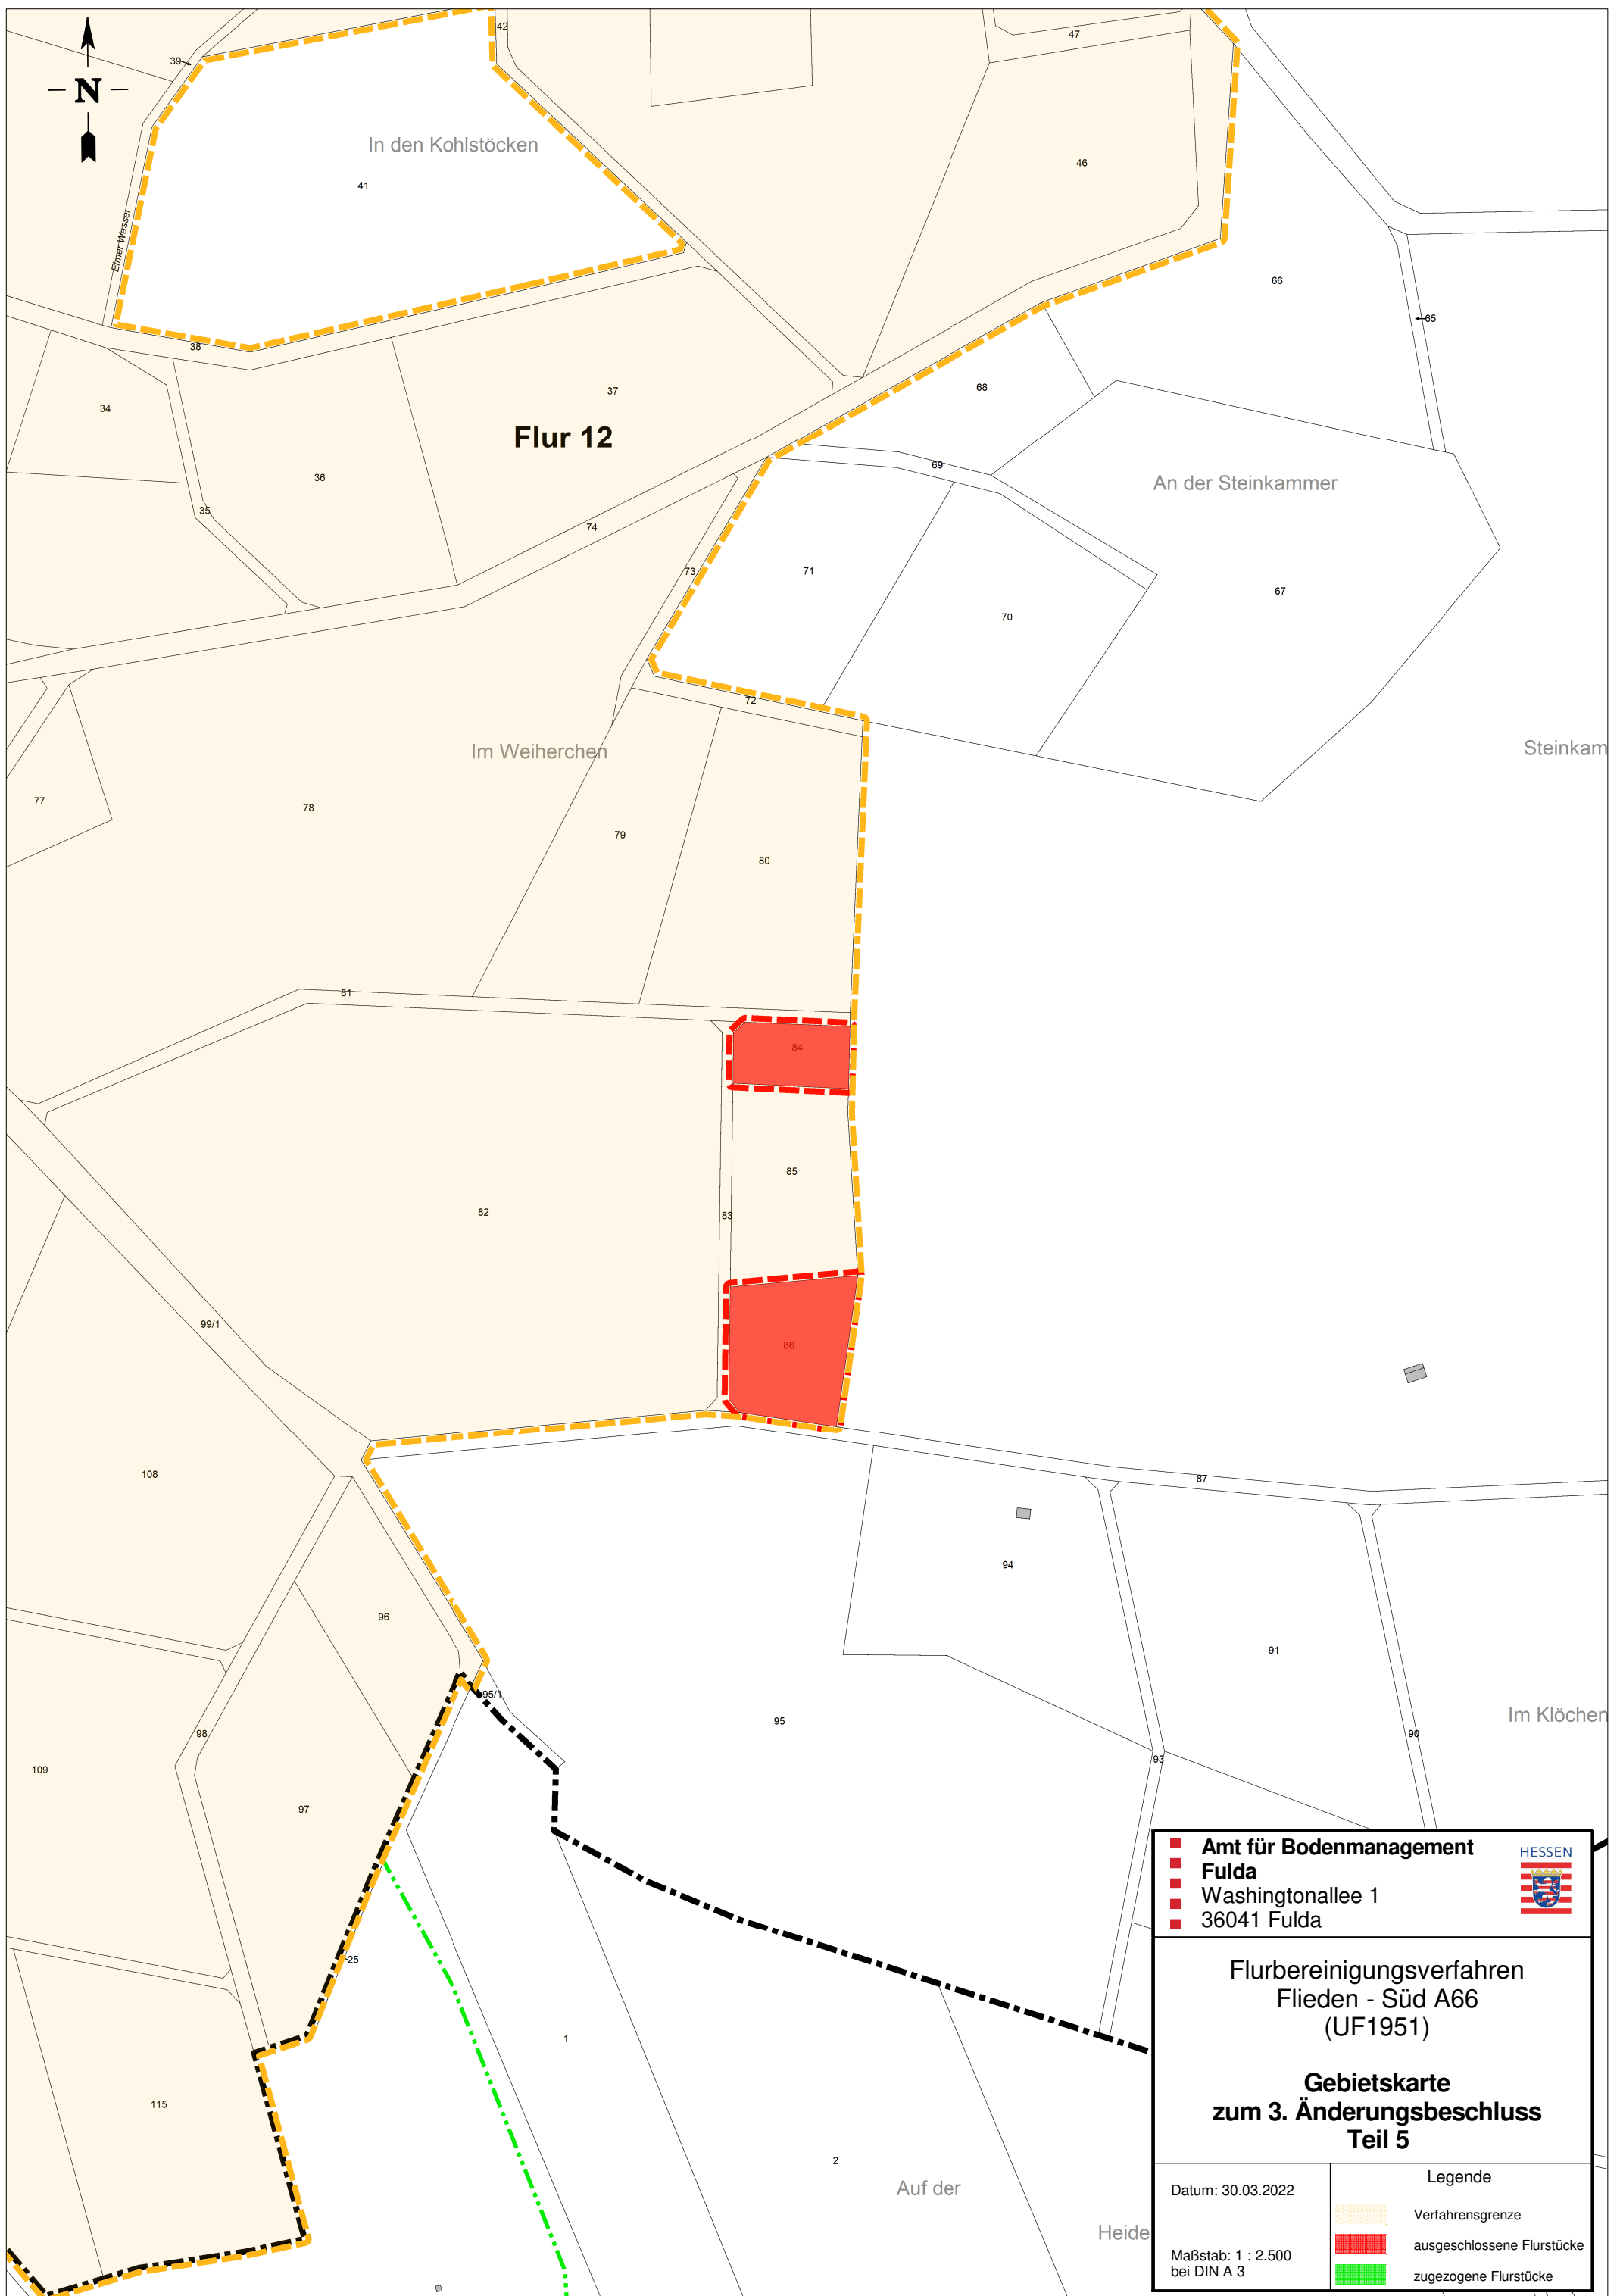 42
47
39
N
In den Kohlstöcken
46
41
Elmer Wasser
66
65
38
68
37
34
Flur 12
69
36
An der Steinkammer
35
74
73
71
67
70
72
Im Weiherchen
Steinkam
77
78
79
80
81
84
85
82
83
99/1
86
108
87
94
96
91
95/1
Im Klöchen
95
98
90
93
109
97
25
1
115
2
Auf der
Heide
Amt für Bodenmanagement
Fulda
Washingtonallee 1
36041 Fulda
HESSEN
Flurbereinigungsverfahren
Flieden - Süd A66
(UF1951)
Gebietskarte
zum 3. Änderungsbeschluss
Teil 5
Datum: 30.03.2022
Maßstab: 1 : 2.500
bei DIN A 3
Legende
Verfahrensgrenze
ausgeschlossene Flurstücke
zugezogene Flurstücke